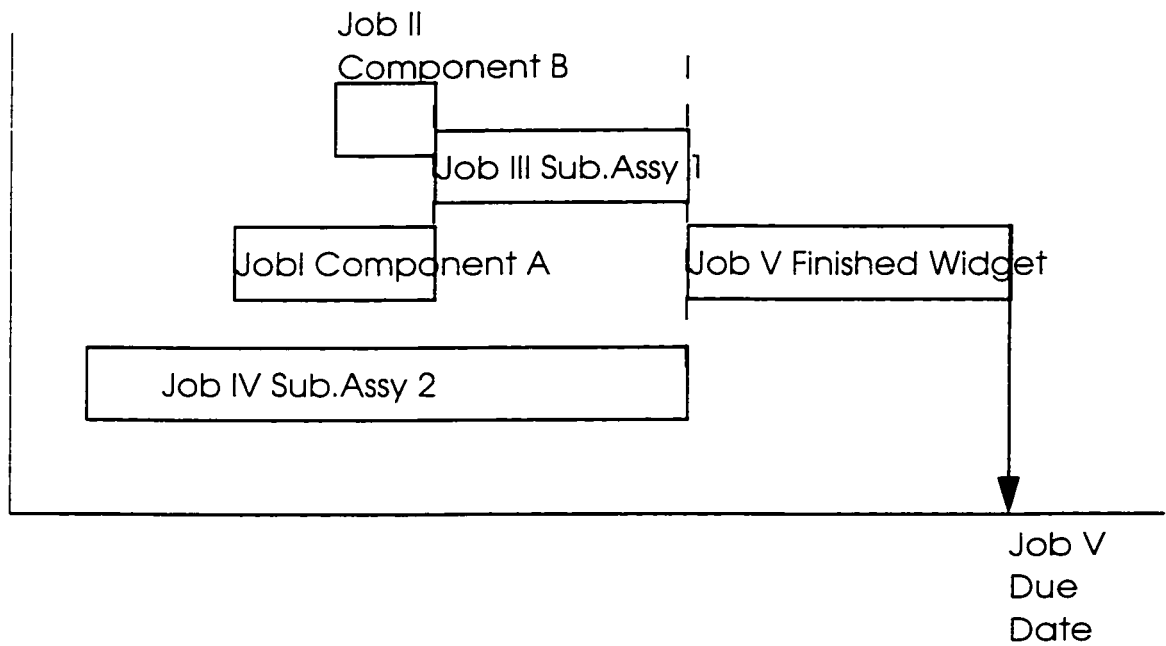 Job II
Component B
Job III Sub.Assy 1
JobI Component A
Job V Finished Widget
Job IV Sub.Assy 2
Job V
Due
Date